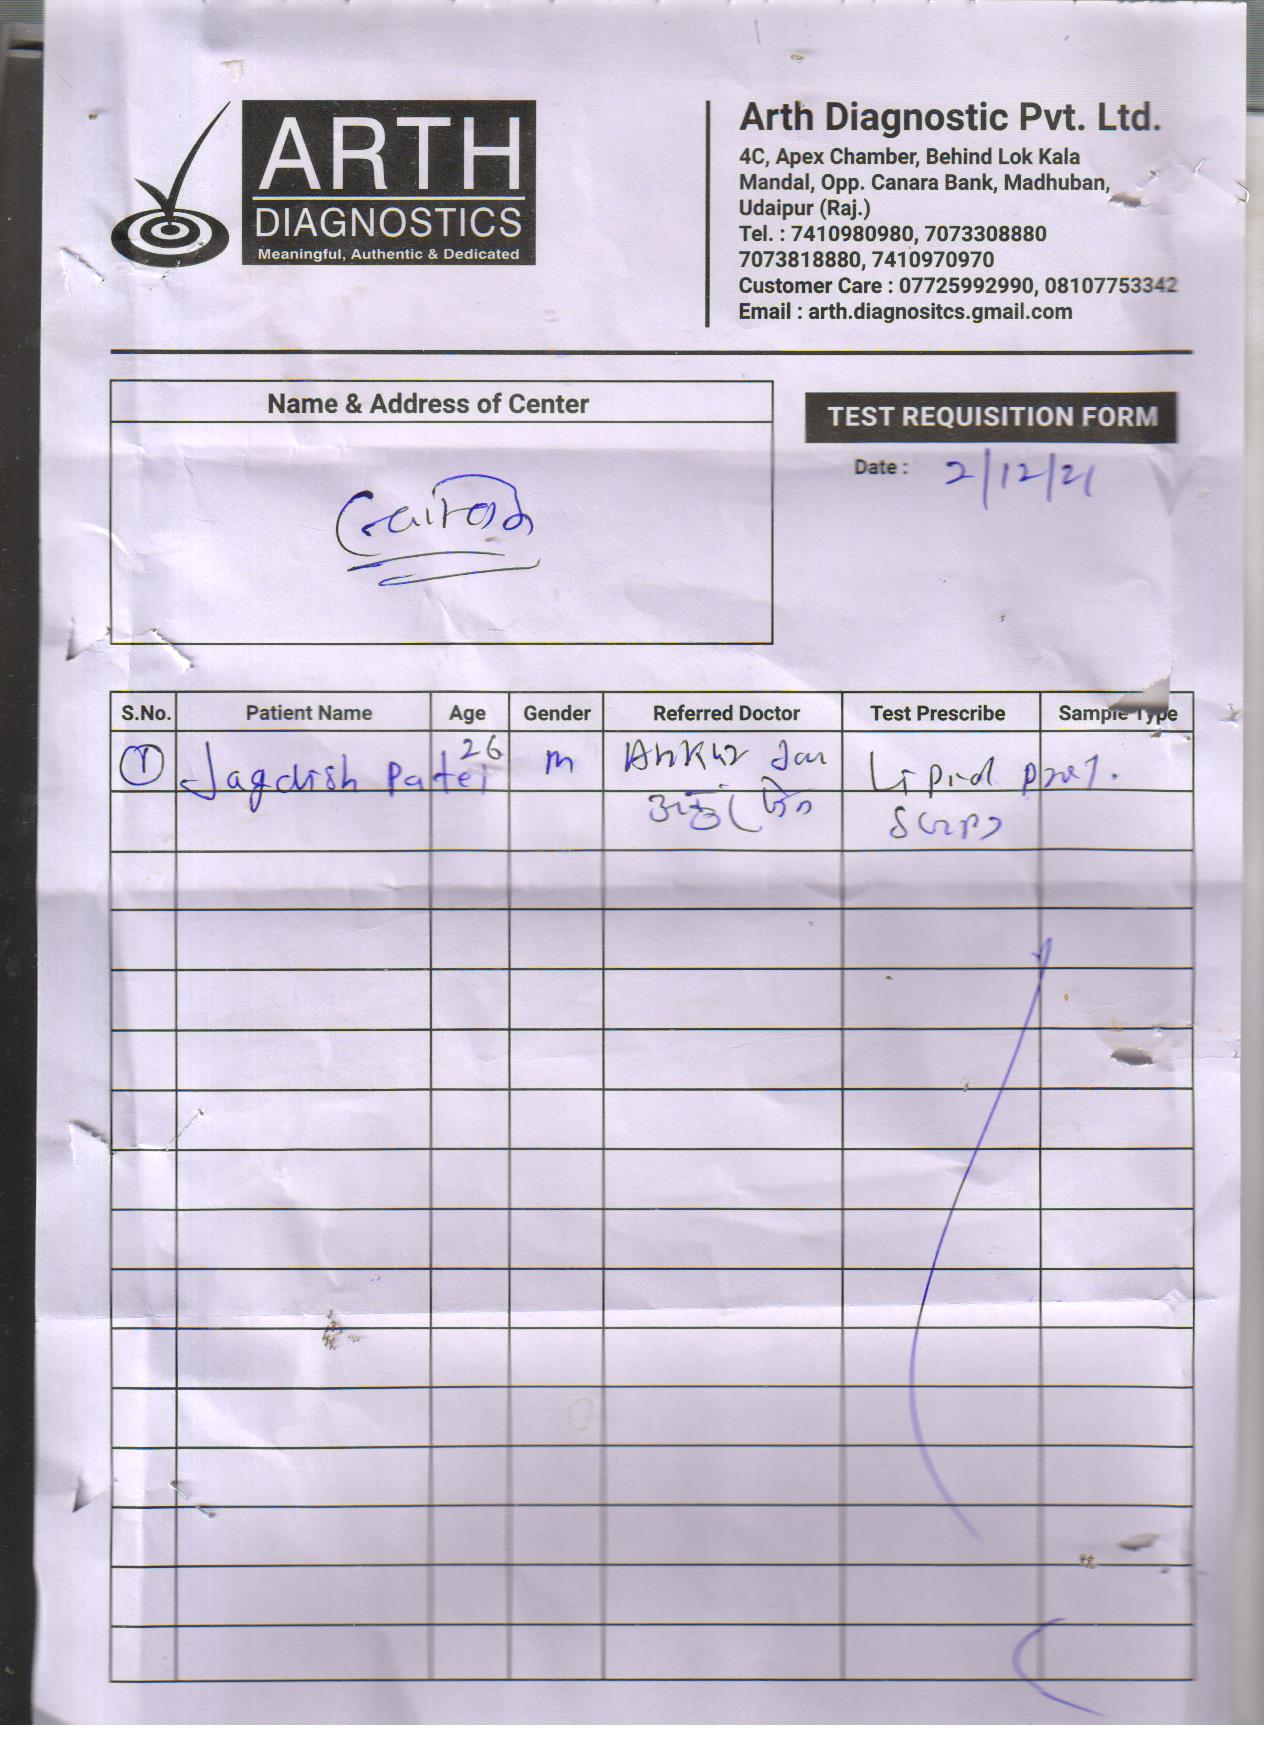 ARTH
DIAGNOSTICS
Meaningful, Authentic & Dedicated
Arth Diagnostic Pvt. Ltd.
4C, Apex Chamber, Behind Lok Kala
Mandal, Opp. Canara Bank, Madhuban,
Udaipur (Raj.)
Tel. : 7410980980, 7073308880
7073818880, 7410970970
Customer Care : 07725992990, 08107753342
Email : arth.diagnositcs.gmail.com
Name & Address of Center
TEST REQUISITION FORM
Date : 2/12/21
S.No. Patient Name Age Gender Referred Doctor Test Prescribe Sample Type
1 Jagdish Patel 26 m Ankur Lipid